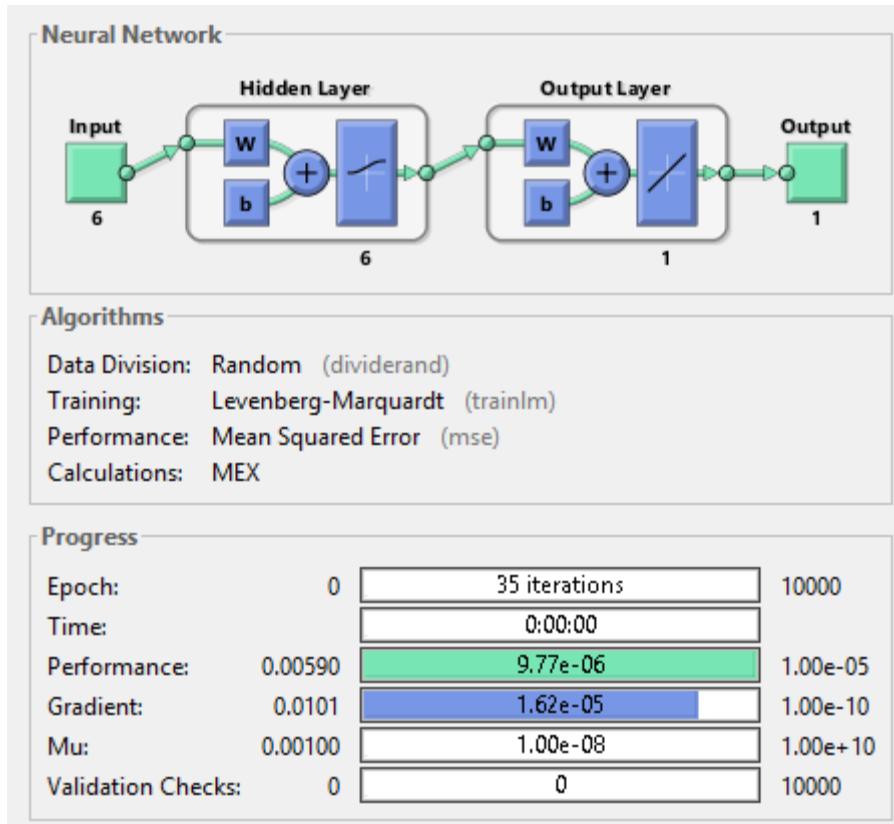 Neural Network
Hidden Layer Output Layer
Input Output
W W
b b
6 6 1 1
Algorithms
Data Division: Random (dividerand)
Training: Levenberg-Marquardt (trainlm)
Performance: Mean Squared Error (mse)
Calculations: MEX
Progress
Epoch: 0 35 iterations 10000
Time: 0:00:00
Performance: 0.00590 9.77e-06 1.00e-05
Gradient: 0.0101 1.62e-05 1.00e-10
Mu: 0.00100 1.00e-08 1.00e+10
Validation Checks: 0 0 10000